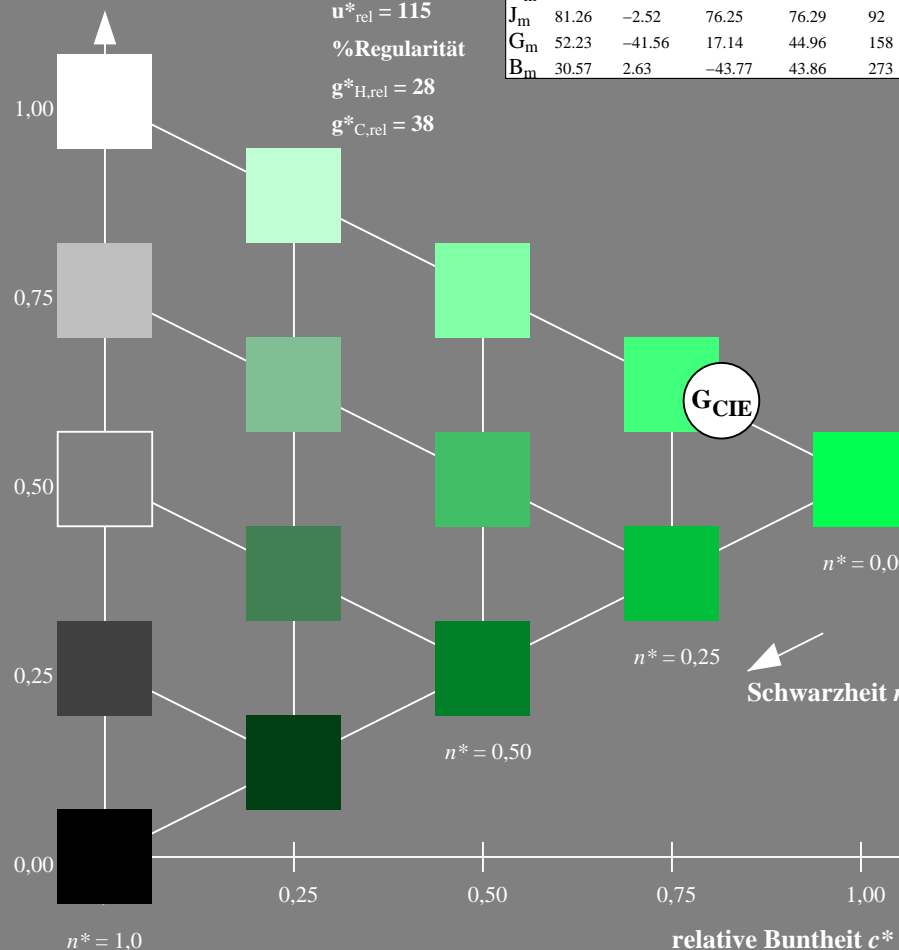 u*rel = 115
%Regularität
g*H,rel = 28
g*C,rel = 38
Jm 81.26 −2.52 76.25 76.29 92
Gm 52.23 −41.56 17.14 44.96 158
Bm 30.57 2.63 −43.77 43.86 273
1,00
0,75
GCIE
0,50
n* = 0,0
n* = 0,25
0,25
Schwarzheit
n* = 0,50
0,00
0,25 0,50 0,75 1,00
n* = 1,0
relative Buntheit c*